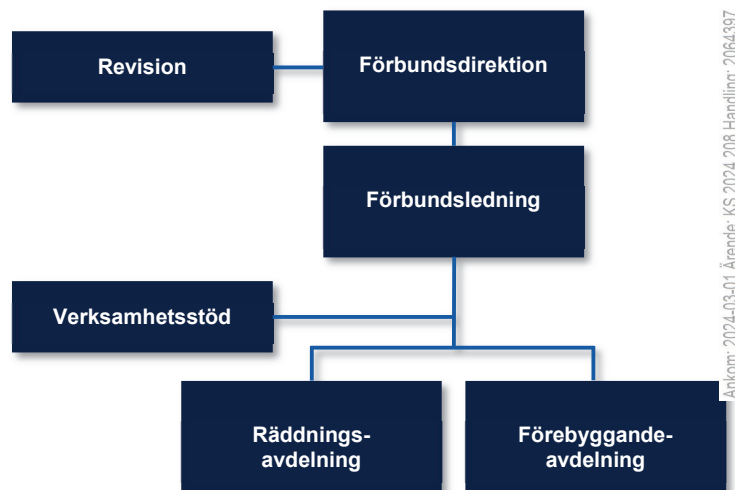 Revision
Förbundsdirektion
Förbundsledning
Verksamhetsstöd
Räddnings-
avdelning
Förebyggande-
avdelning
Ankom: 2024-03-01 Ärende: KS 2024 208 Handling: 2064397